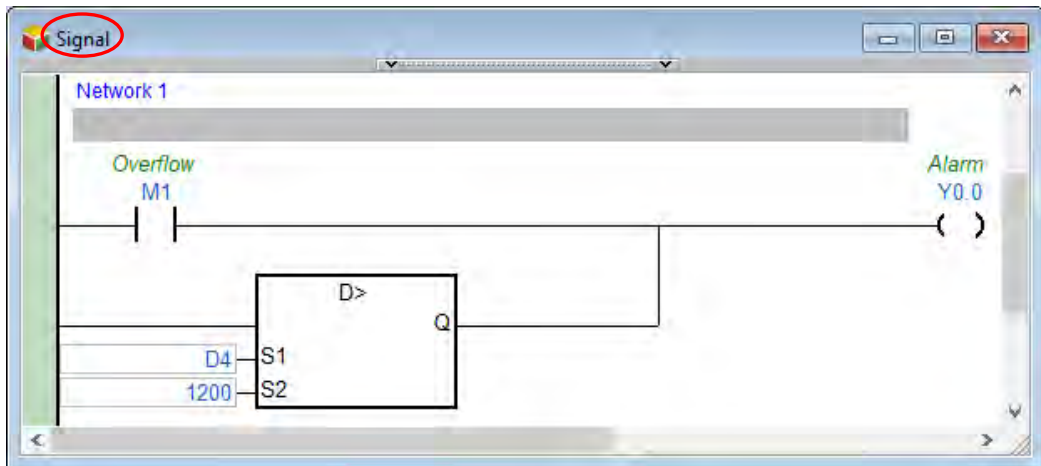 Signal
Network 1
Overflow
M1
Alarm
Y0.0
D>
Q
D4
S1
1200
S2